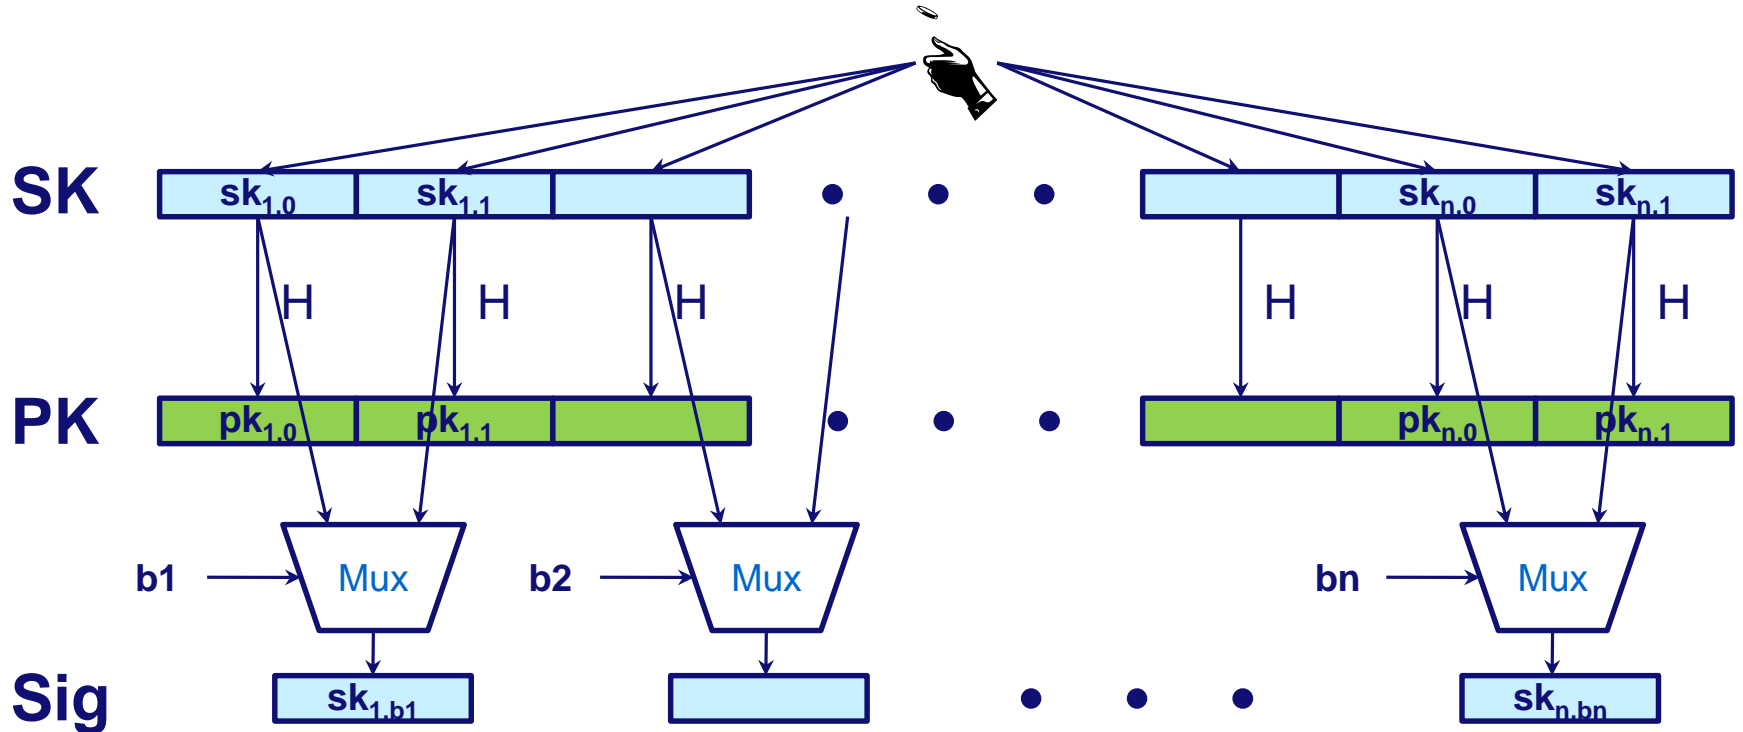 SK sk1,0 sk1,1 skn,0 skn,1
H H H H H H
PK pk1,0 pk1,1 pkn,0 pkn,1
b1 Mux b2 Mux bn Mux
Sig sk1,b1 skn,bn